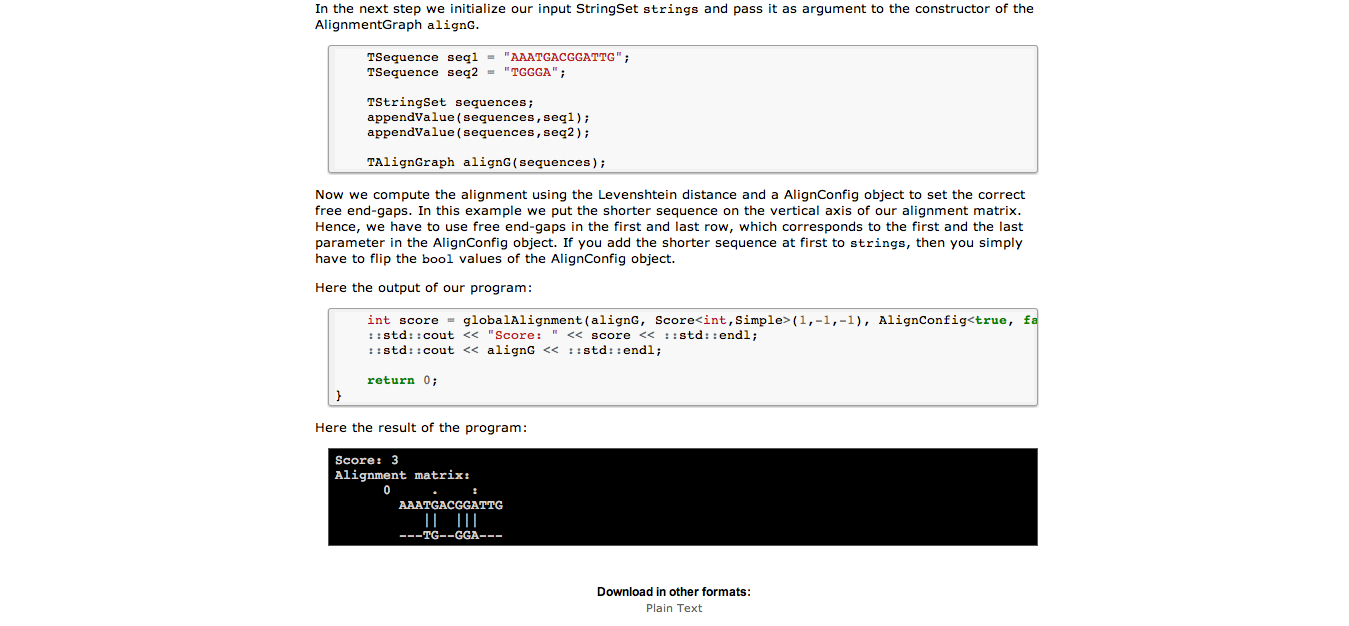 In the next step we initialize our input StringSet strings and pass it as argument to the constructor of the
AlignmentGraph alignG.
TSequence seq1 = "AAATGACGGATTG";
TSequence seq2 = "TGGGA";
TStringSet sequences;
appendValue(sequences,seq1);
appendValue(sequences,seq2);
TAlignGraph alignG(sequences);
Now we compute the alignment using the Levenshtein distance and a AlignConfig object to set the correct
free end-gaps. In this example we put the shorter sequence on the vertical axis of our alignment matrix.
Hence, we have to use free end-gaps in the first and last row, which corresponds to the first and the last
parameter in the AlignConfig object. If you add the shorter sequence at first to strings, then you simply
have to flip the bool values of the AlignConfig object.
Here the output of our program:
int score = globalAlignment(alignG, Score<int,Simple>(1,-1,-1), AlignConfig<true, fa
::std::cout << "Score: " << score << ::std::endl;
::std::cout << alignG << ::std::endl;
return 0;
}
Here the result of the program:
Score: 3
Alignment matrix:
      0     .    :
        AAATGACGGATTG
           ||  |||
        ---TG--GGA---
Download in other formats:
Plain Text